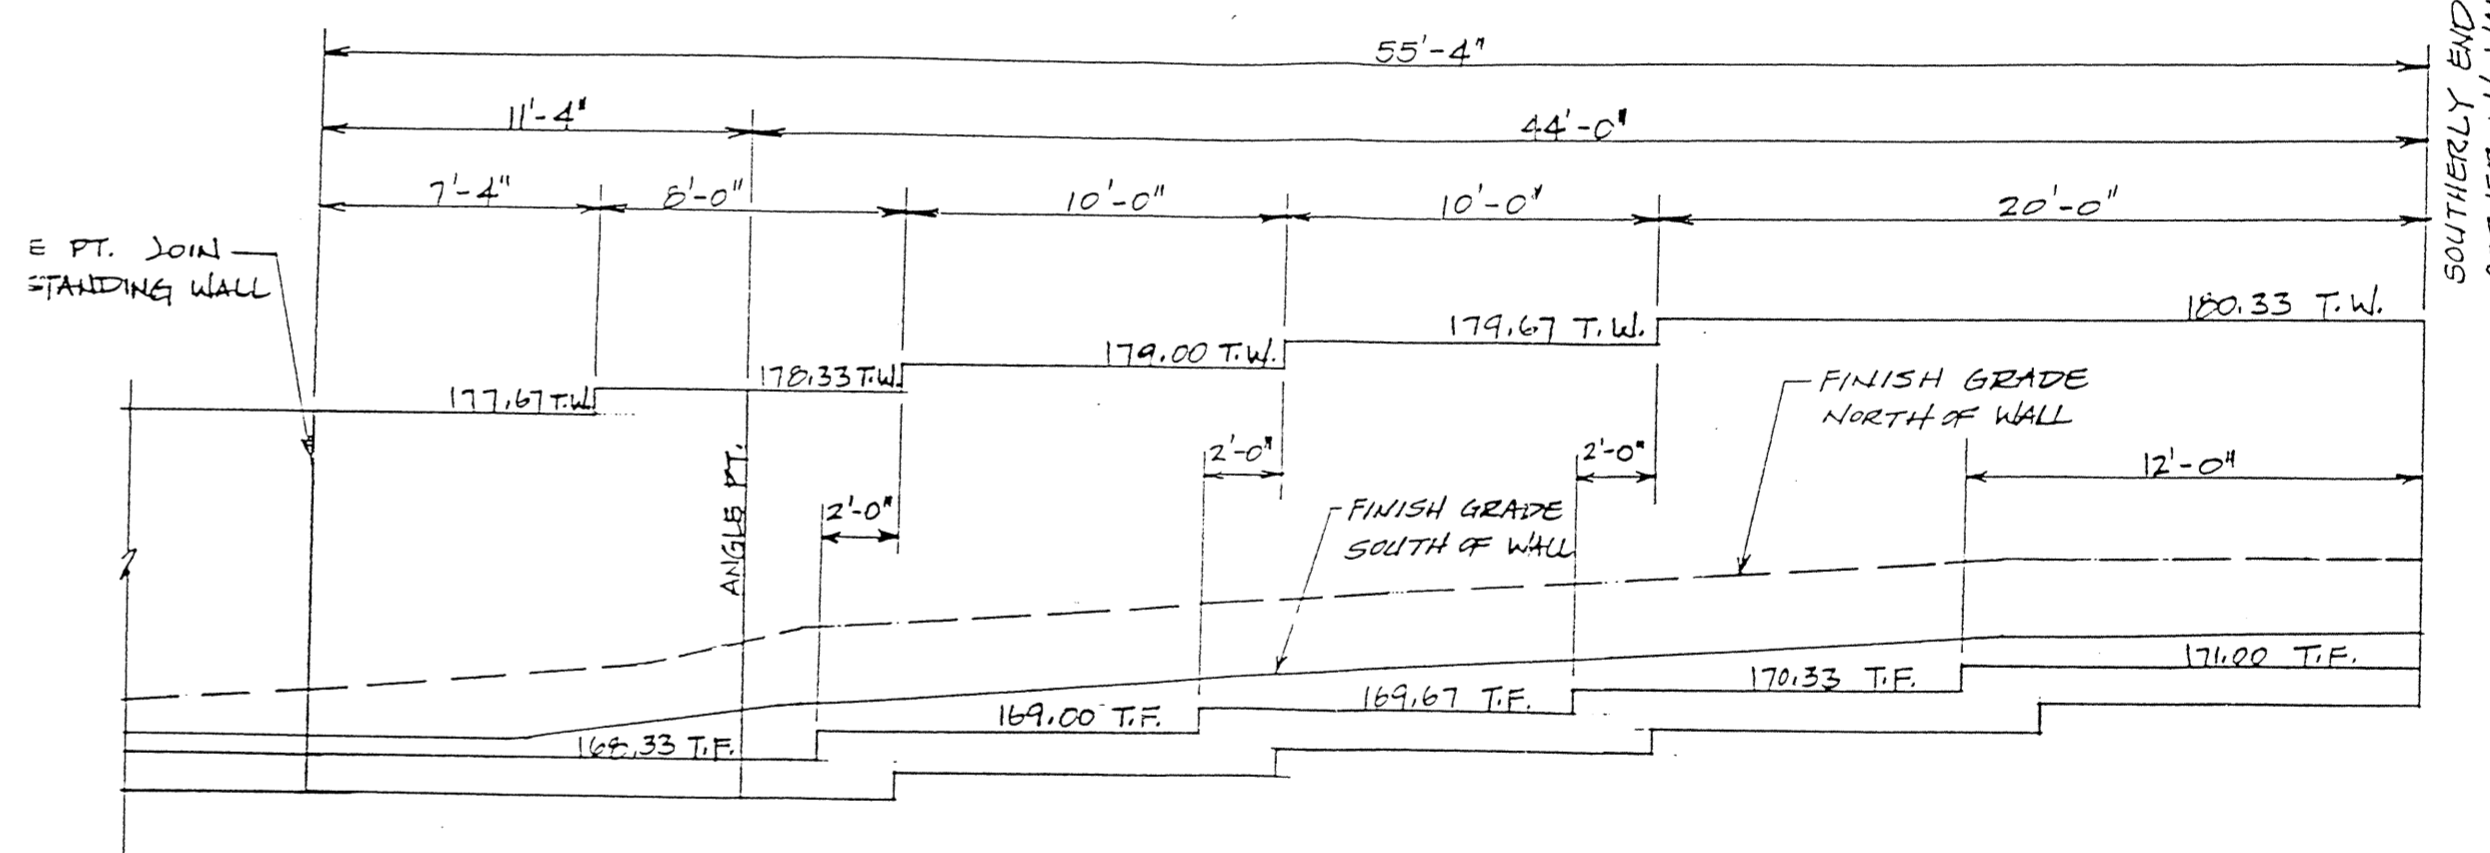 55'-4"
11'-4"
44'-0"
7'-4"
8'-0"
10'-0"
10'-0"
20'-0"
SOUTHERLY END
E PT. JOIN
STANDING WALL
180.33 T.W.
179.67 T.W.
179.00 T.W.
178.33 T.W.
177.67 T.W.
FINISH GRADE
NORTH OF WALL
ANGLE PT.
2'-0"
2'-0"
2'-0"
12'-0"
FINISH GRADE
SOUTH OF WALL
171.00 T.F.
170.33 T.F.
169.67 T.F.
169.00 T.F.
168.33 T.F.